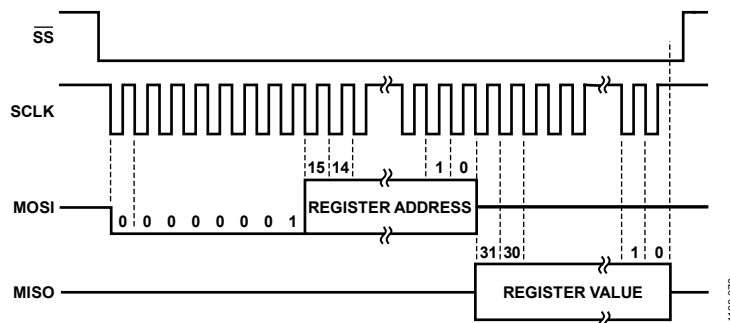 SS
SCLK
15 14 1 0
MOSI 0 0 0 0 0 0 0 1 REGISTER ADDRESS
31 30 1 0
MISO REGISTER VALUE